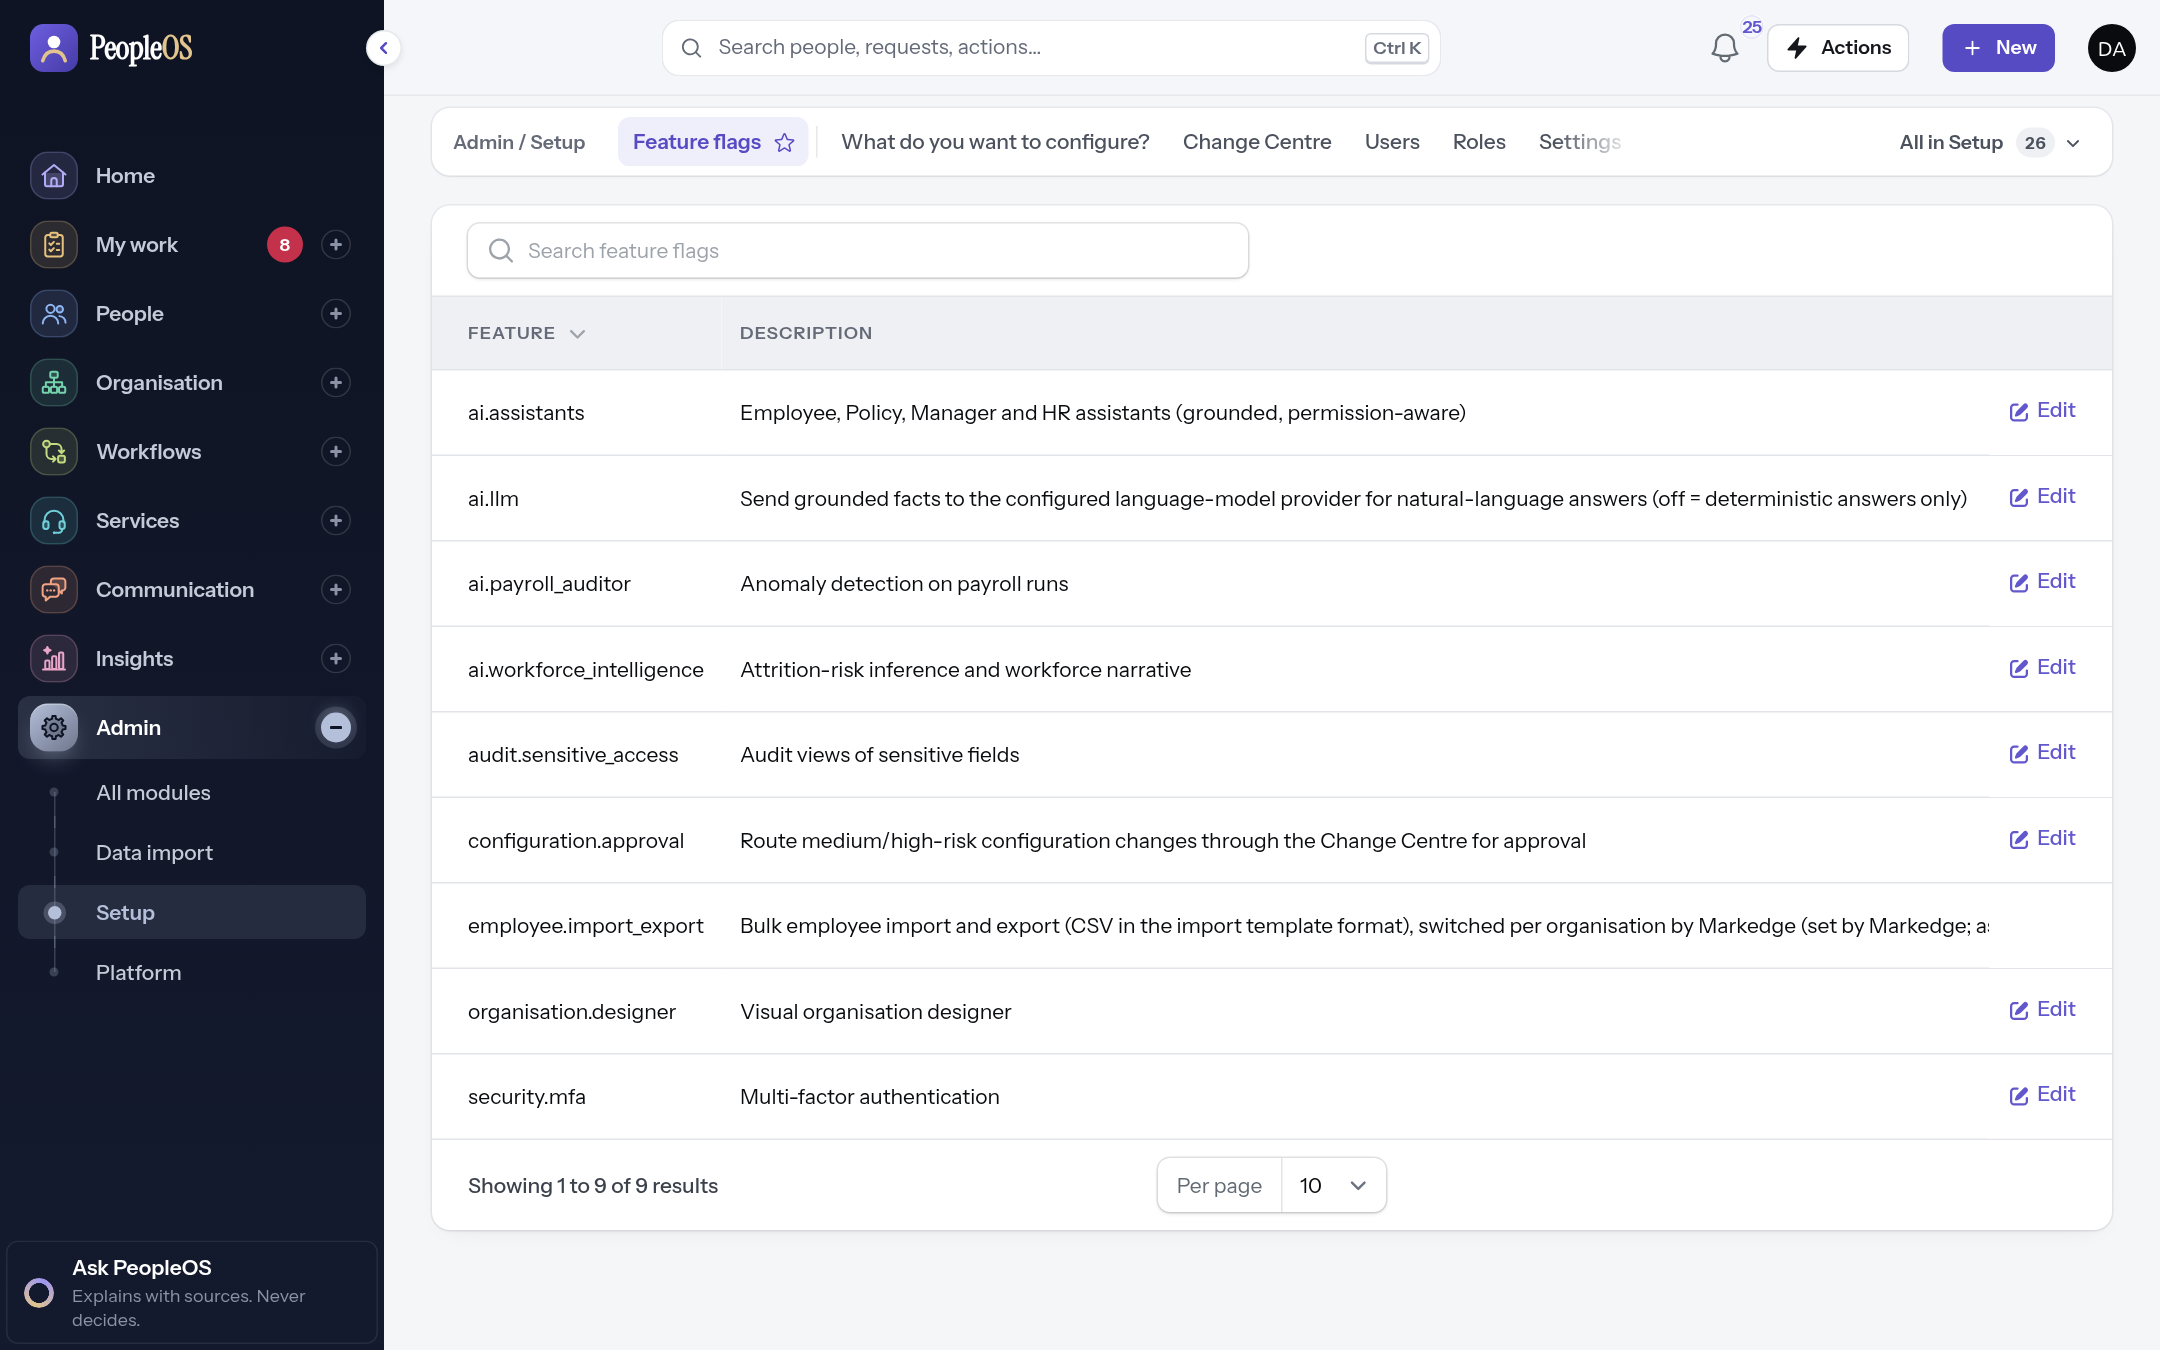 PeopleOS
Search people, requests, actions...
Ctrl K
25
Actions
New
DA
Home
My work
8
People
Organisation
Workflows
Services
Communication
Insights
Admin
All modules
Data import
Setup
Platform
Ask PeopleOS
Explains with sources. Never
decides.
Admin / Setup
Feature flags
What do you want to configure?
Change Centre
Users
Roles
Settings
All in Setup
26
Search feature flags
FEATURE
DESCRIPTION
ai.assistants
Employee, Policy, Manager and HR assistants (grounded, permission-aware)
Edit
ai.llm
Send grounded facts to the configured language-model provider for natural-language answers (off = deterministic answers only)
Edit
ai.payroll_auditor
Anomaly detection on payroll runs
Edit
ai.workforce_intelligence
Attrition-risk inference and workforce narrative
Edit
audit.sensitive_access
Audit views of sensitive fields
Edit
configuration.approval
Route medium/high-risk configuration changes through the Change Centre for approval
Edit
employee.import_export
Bulk employee import and export (CSV in the import template format), switched per organisation by Markedge (set by Markedge;
organisation.designer
Visual organisation designer
Edit
security.mfa
Multi-factor authentication
Edit
Showing 1 to 9 of 9 results
Per page
10